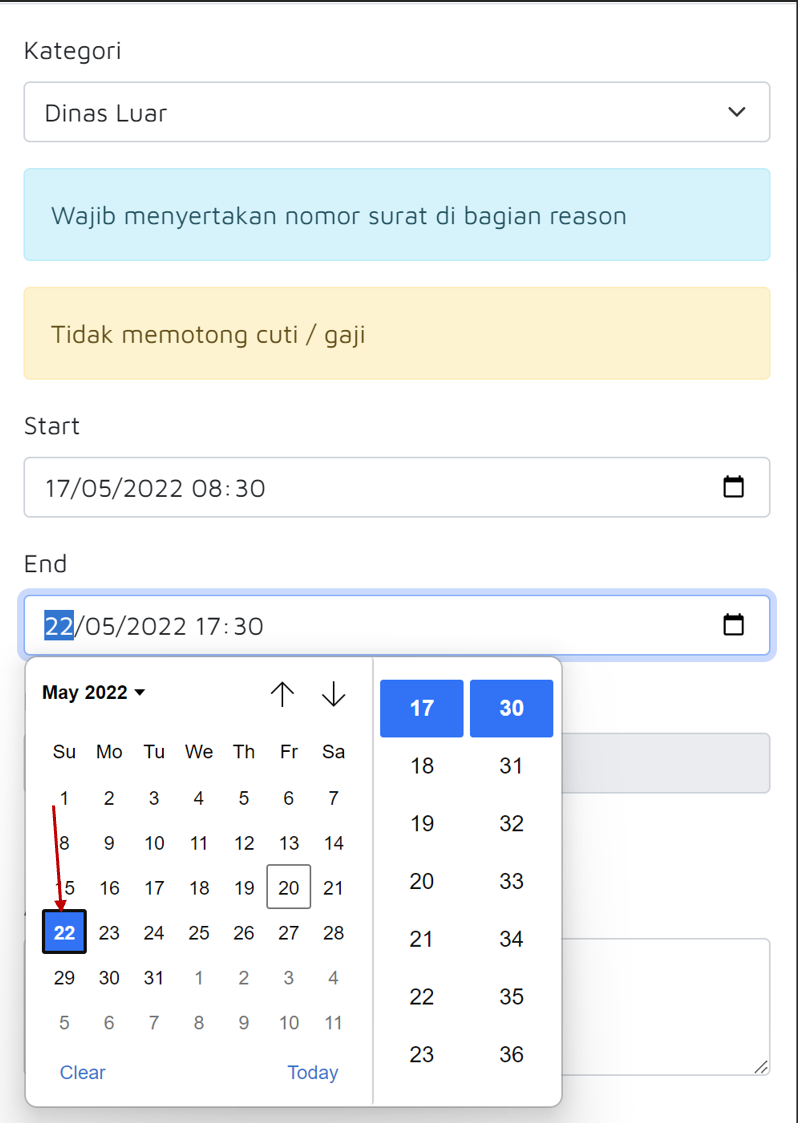 Kategori
Dinas Luar
Wajib menyertakan nomor surat di bagian reason
Tidak memotong cuti / gaji
Start
17/05/2022 08:30
End
22/05/2022 17:30
May 2022
Su Mo Tu We Th Fr Sa
1 2 3 4 5 6 7
8 9 10 11 12 13 14
15 16 17 18 19 20 21
22 23 24 25 26 27 28
29 30 31 1 2 3 4
5 6 7 8 9 10 11
Clear Today
17 30
18 31
19 32
20 33
21 34
22 35
23 36